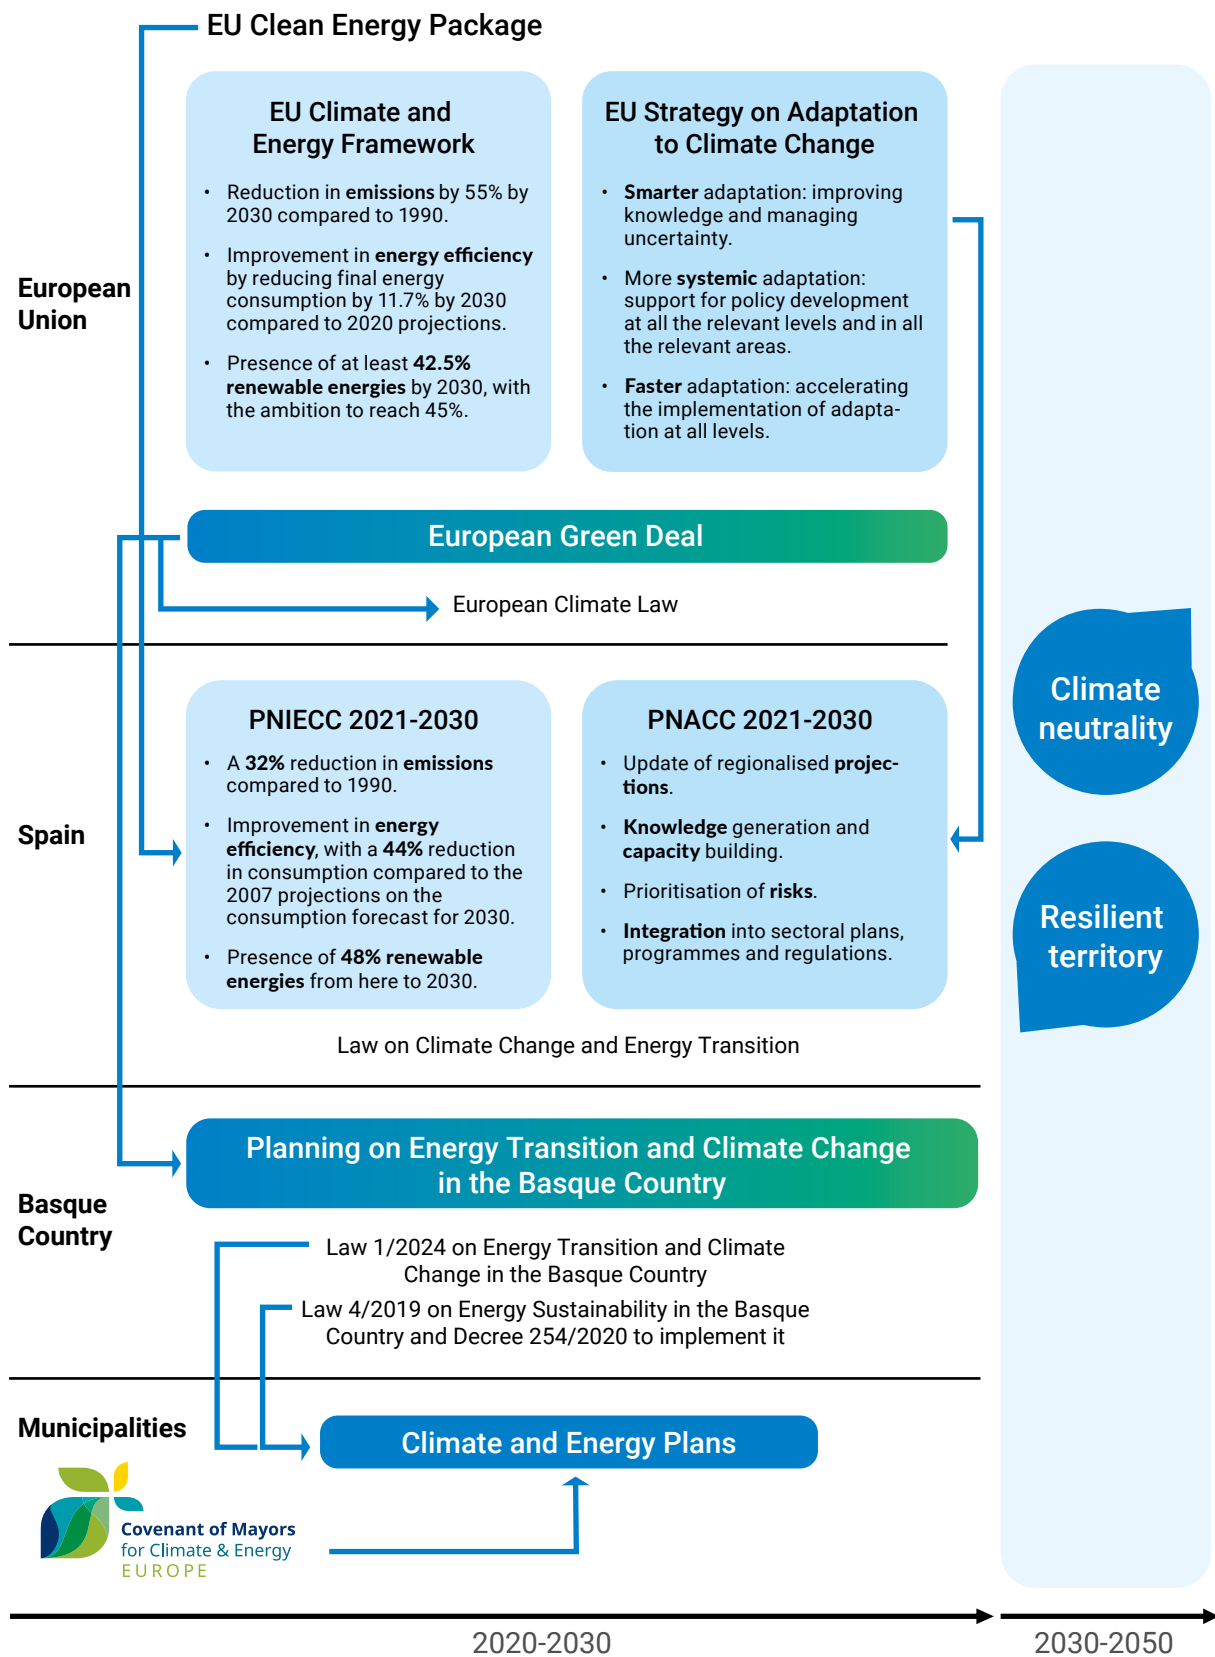 EU Clean Energy Package
EU Climate and
Energy Framework
• Reduction in emissions by 55% by
2030 compared to 1990.
• Improvement in energy efficiency
by reducing final energy
consumption by 11.7% by 2030
compared to 2020 projections.
• Presence of at least 42.5%
renewable energies by 2030, with
the ambition to reach 45%.
EU Strategy on Adaptation
to Climate Change
• Smarter adaptation: improving
knowledge and managing
uncertainty.
• More systemic adaptation:
support for policy development
at all the relevant levels and in all
the relevant areas.
• Faster adaptation: accelerating
the implementation of adapta-
tion at all levels.
European
Union
European Green Deal
European Climate Law
Spain
PNIECC 2021-2030
• A 32% reduction in emissions
compared to 1990.
• Improvement in energy
efficiency, with a 44% reduction
in consumption compared to the
2007 projections on the
consumption forecast for 2030.
• Presence of 48% renewable
energies from here to 2030.
PNACC 2021-2030
• Update of regionalised projec-
tions.
• Knowledge generation and
capacity building.
• Prioritisation of risks.
• Integration into sectoral plans,
programmes and regulations.
Law on Climate Change and Energy Transition
Climate
neutrality
Resilient
territory
Basque
Country
Planning on Energy Transition and Climate Change
in the Basque Country
Law 1/2024 on Energy Transition and Climate
Change in the Basque Country
Law 4/2019 on Energy Sustainability in the Basque
Country and Decree 254/2020 to implement it
Municipalities
Climate and Energy Plans
Covenant of Mayors
for Climate & Energy
EUROPE
2020-2030
2030-2050